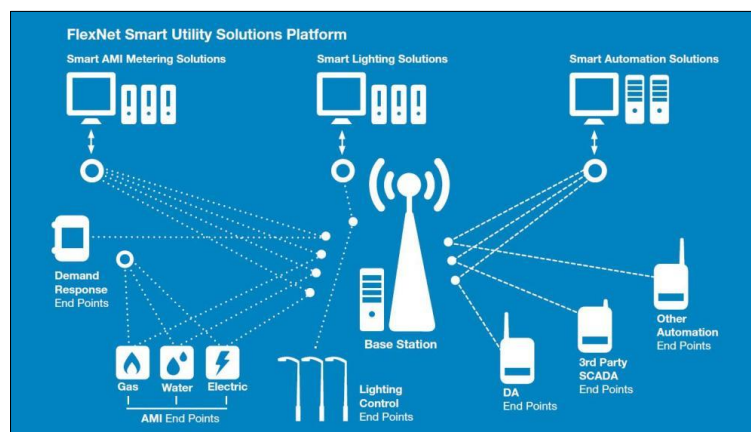 FlexNet Smart Utility Solutions Platform
Smart AMI Metering Solutions
Smart Lighting Solutions
Smart Automation Solutions
Demand
Response
End Points
Gas
Water
Electric
AMI End Points
Lighting
Control
End Points
Base Station
DA
End Points
3rd Party
SCADA
End Points
Other
Automation
End Points